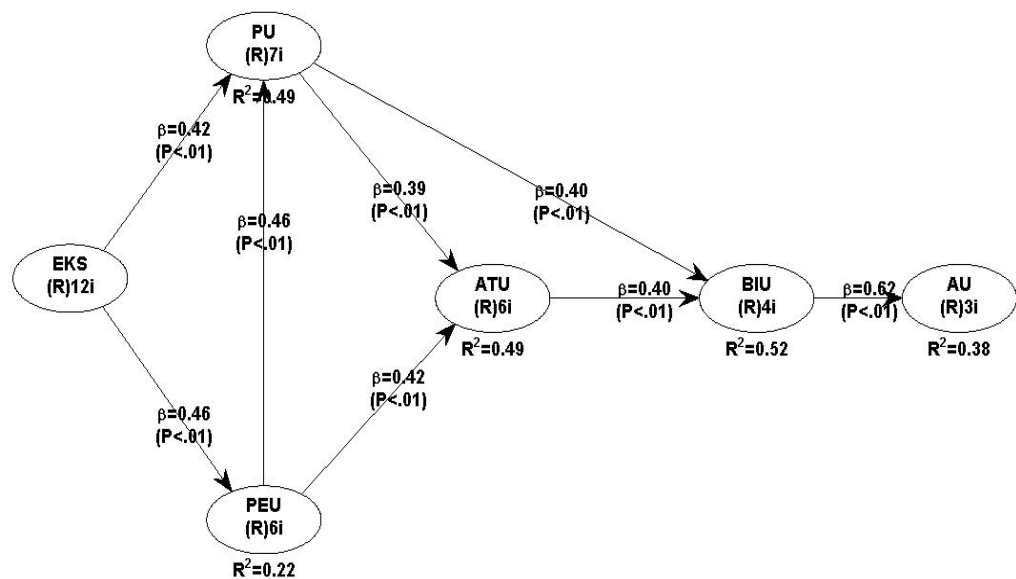 PU
(R)7i
R²=0.49
β=0.42
(P<.01)
β=0.39
(P<.01)
β=0.40
(P<.01)
β=0.46
(P<.01)
EKS
(R)12i
ATU
(R)6i
R²=0.49
β=0.40
(P<.01)
BIU
(R)4i
R²=0.52
β=0.62
(P<.01)
AU
(R)3i
R²=0.38
β=0.46
(P<.01)
β=0.42
(P<.01)
PEU
(R)6i
R²=0.22